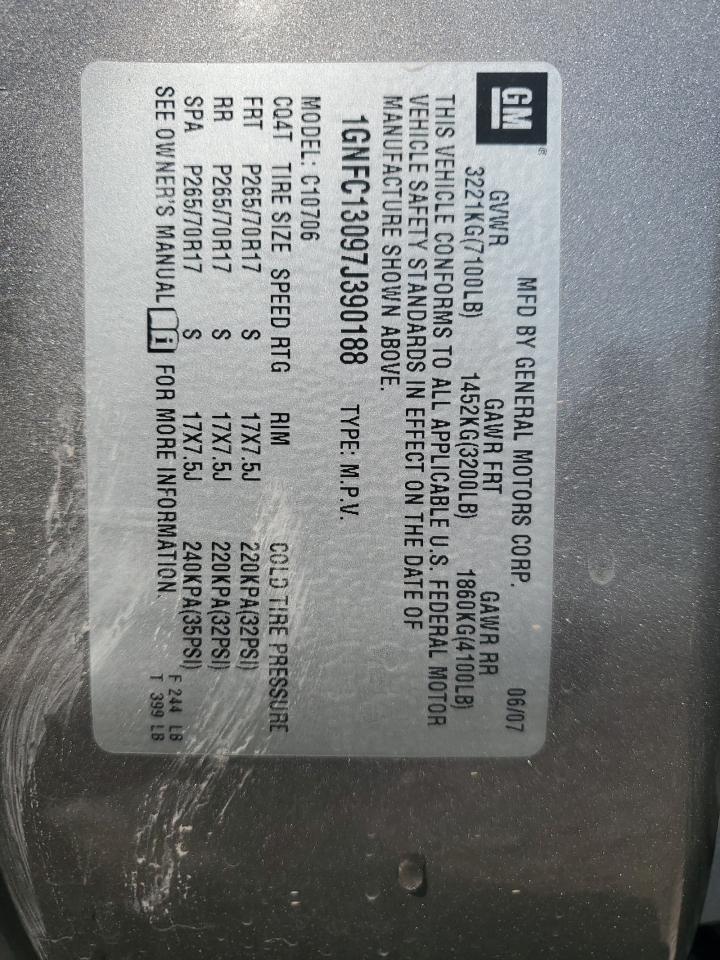 GM®
MFD BY GENERAL MOTORS CORP. 06/07
GVWR GAWR FRT GAWR RR
3221KG(7100LB) 1452KG(3200LB) 1860KG(4100LB)
THIS VEHICLE CONFORMS TO ALL APPLICABLE U.S. FEDERAL MOTOR
VEHICLE SAFETY STANDARDS IN EFFECT ON THE DATE OF
MANUFACTURE SHOWN ABOVE.
1GNFC13097J390188 TYPE: M.P.V.
MODEL: C10706
CQ4T TIRE SIZE SPEED RTG RIM COLD TIRE PRESSURE
FRT P265/70R17 S 17X7.5J 220KPA(32PSI)
RR P265/70R17 S 17X7.5J 220KPA(32PSI)
SPA P265/70R17 S 17X7.5J 240KPA(35PSI)
SEE OWNER'S MANUAL i FOR MORE INFORMATION.
F 244 LB
T 399 LB